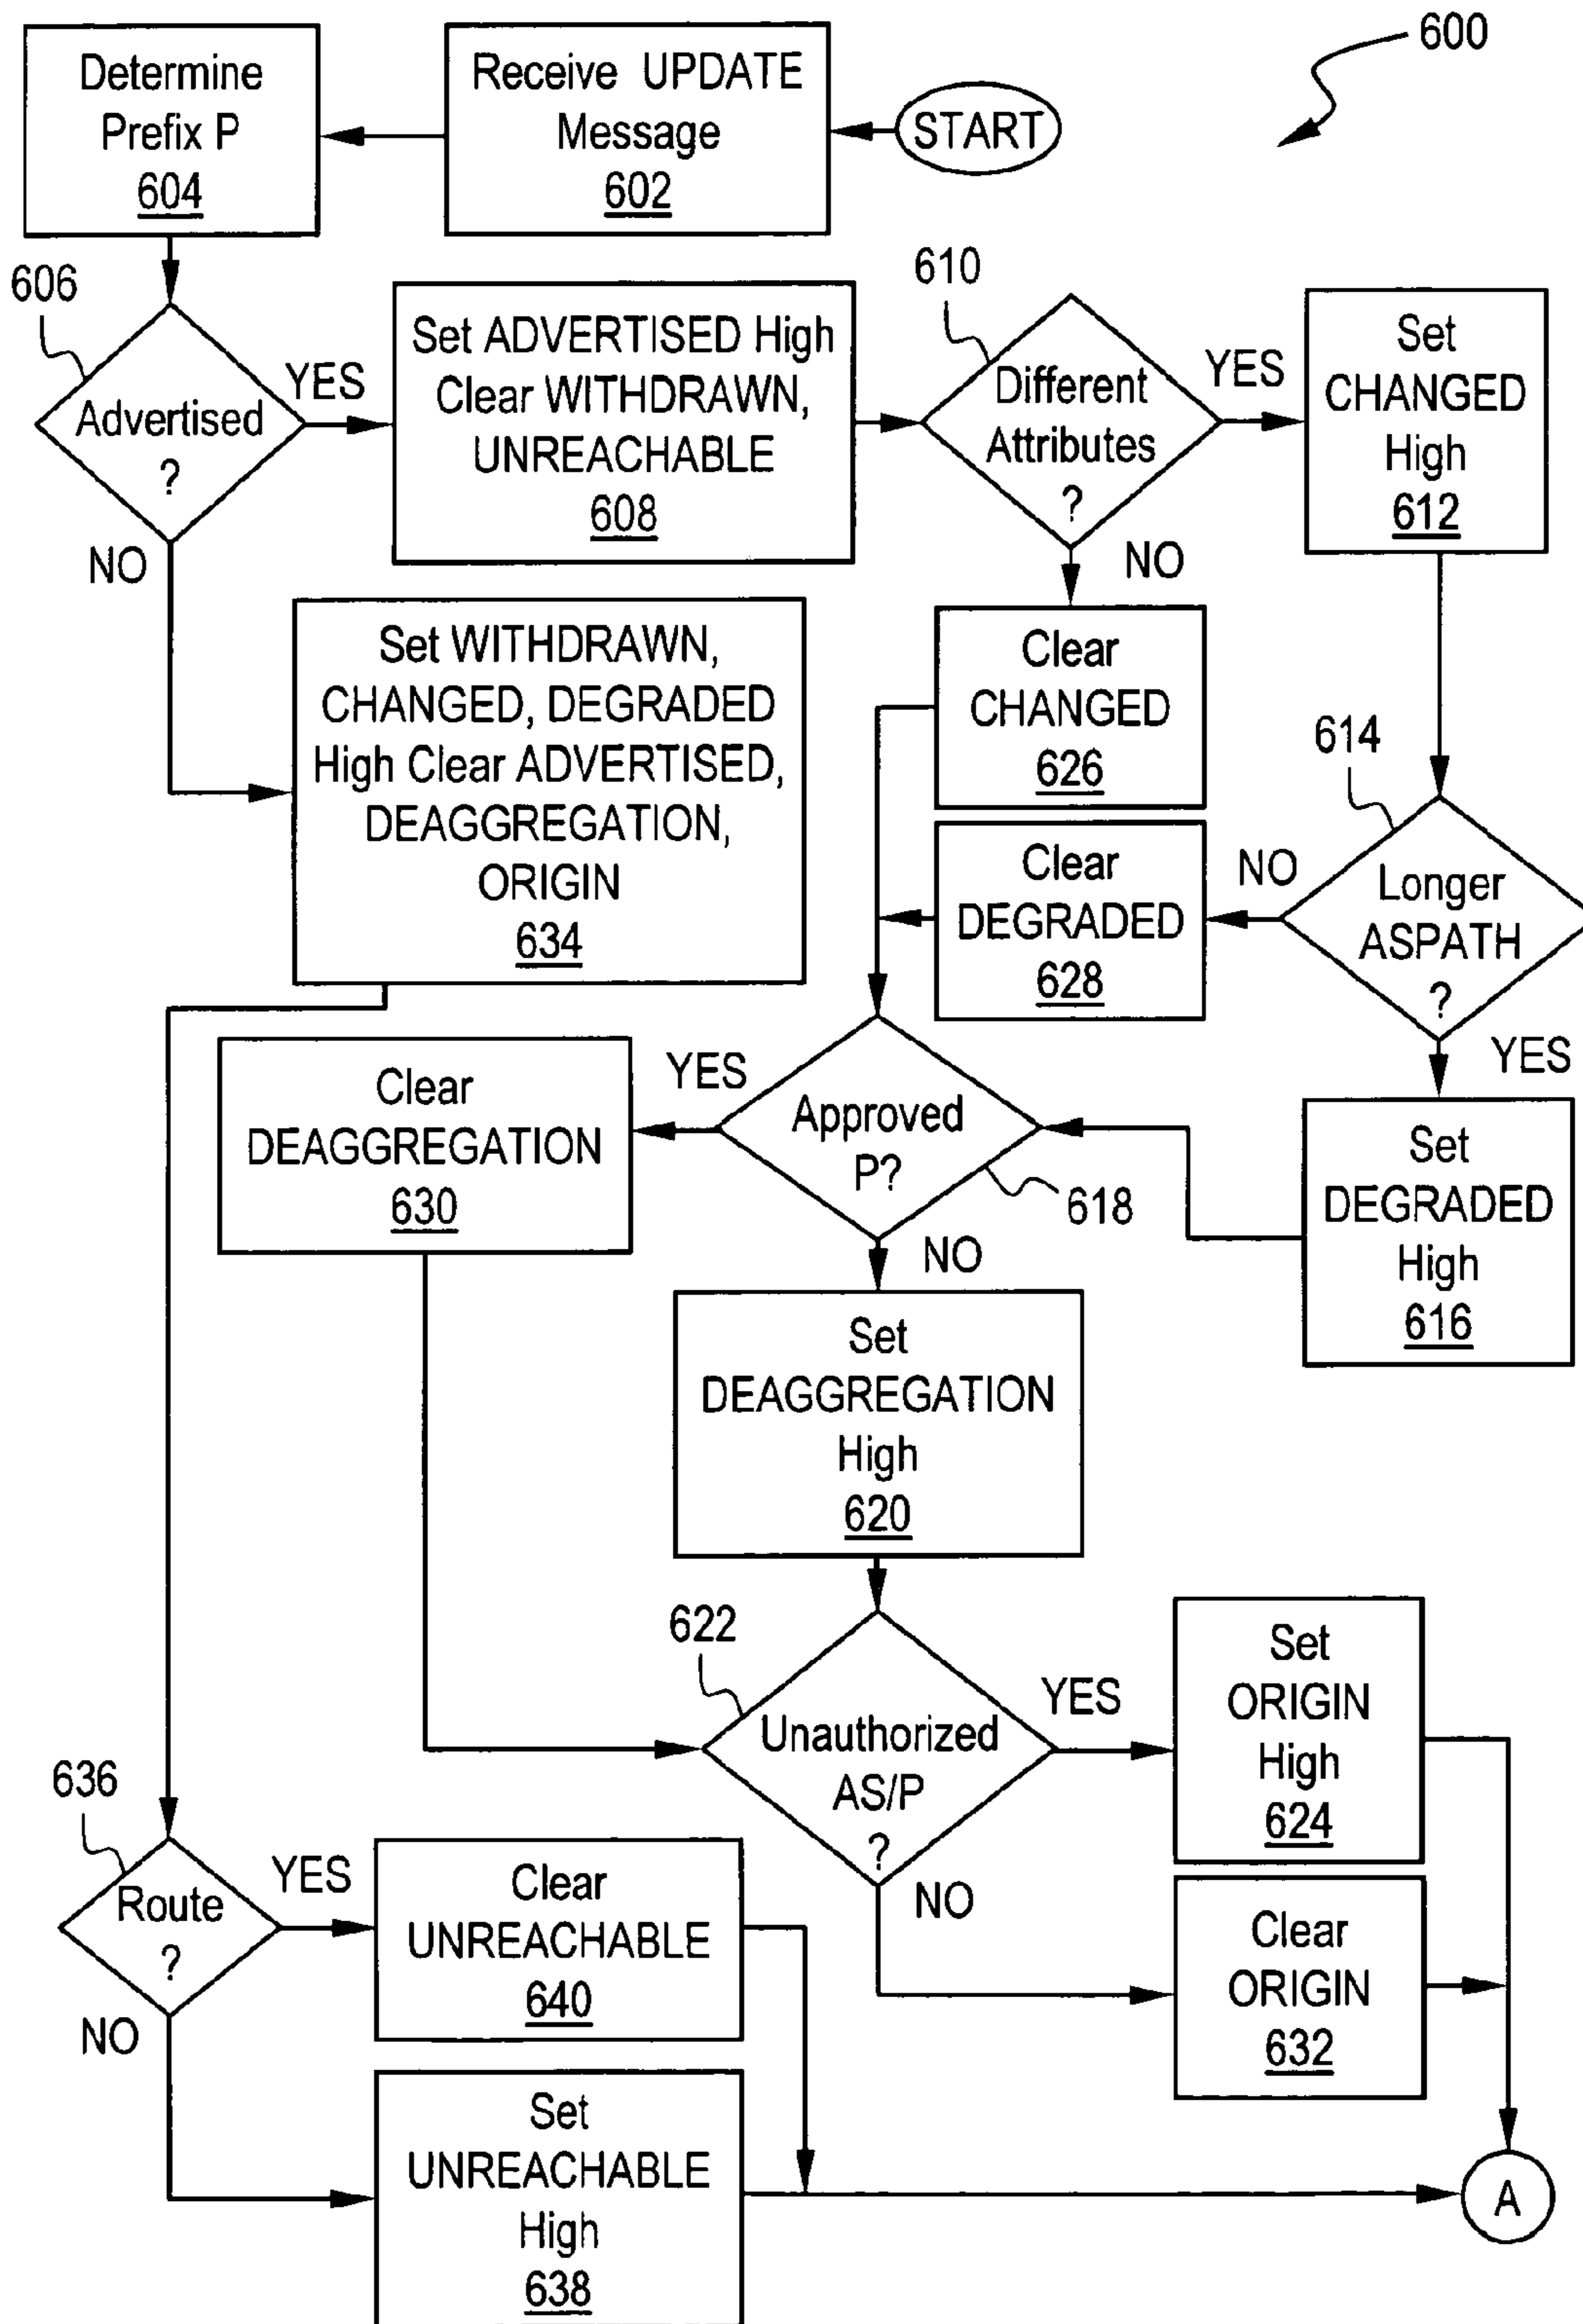 600
Determine
Prefix P
604
Receive UPDATE
Message
602
START
606
Advertised
?
YES
NO
Set ADVERTISED High
Clear WITHDRAWN,
UNREACHABLE
608
610
Different
Attributes
?
YES
NO
Set
CHANGED
High
612
Set WITHDRAWN,
CHANGED, DEGRADED
High Clear ADVERTISED,
DEAGGREGATION,
ORIGIN
634
Clear
CHANGED
626
614
Longer
ASPATH
?
NO
YES
Clear
DEGRADED
628
Clear
DEAGGREGATION
630
YES
Approved
P?
618
NO
Set
DEGRADED
High
616
Set
DEAGGREGATION
High
620
622
Unauthorized
AS/P
?
YES
NO
Set
ORIGIN
High
624
636
Route
?
YES
NO
Clear
UNREACHABLE
640
Clear
ORIGIN
632
Set
UNREACHABLE
High
638
A